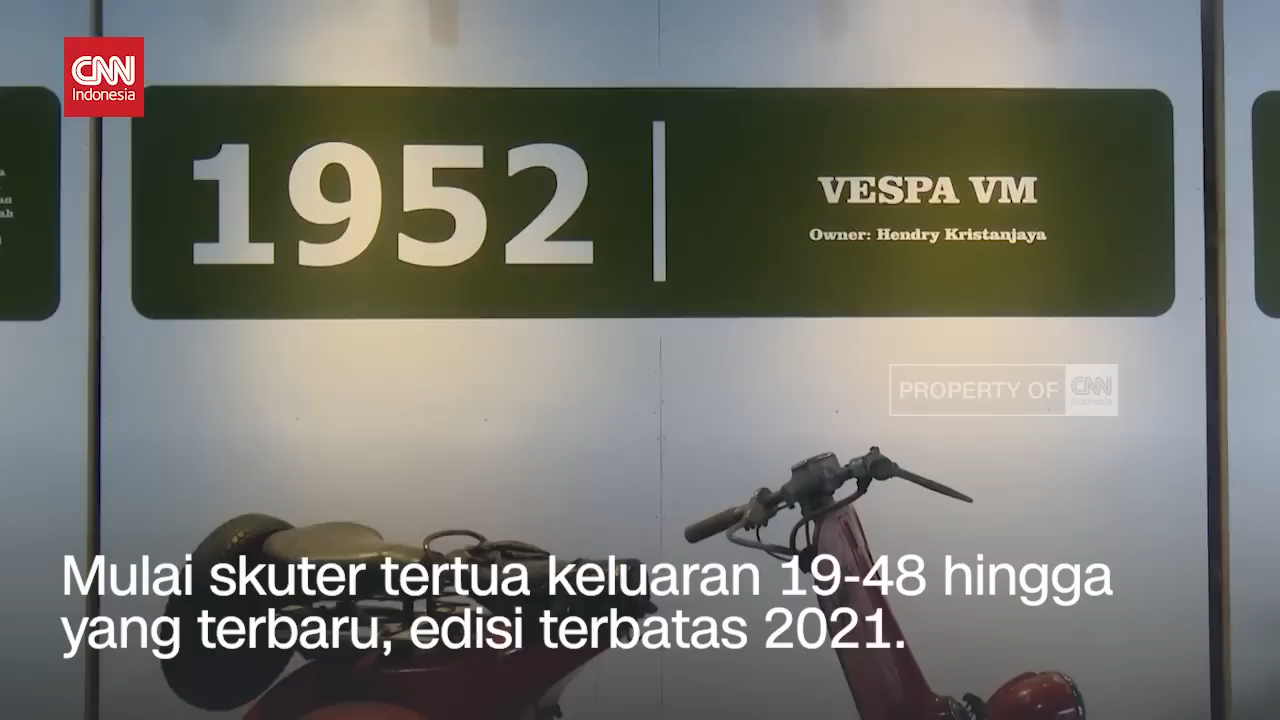 CNN
Indonesia
1952
VESPA VM
Owner: Hendry Kristanjaya
PROPERTY OF CNN
Indonesia
Mulai skuter tertua keluaran 19-48 hingga
yang terbaru, edisi terbatas 2021.